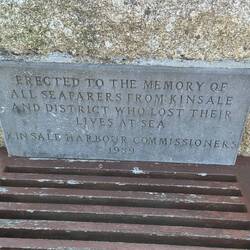 ERECTED TO THE MEMORY OF
ALL SEAFARERS FROM KINSALE
AND DISTRICT WHO LOST THEIR
LIVES AT SEA
KINSALE HARBOUR COMMISSIONERS
1989